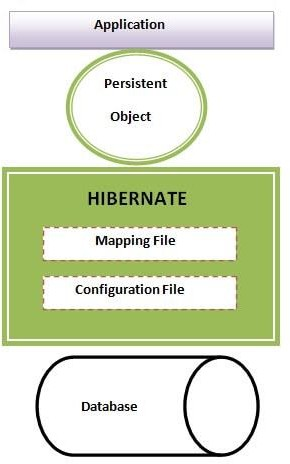 Application
Persistent
Object
HIBERNATE
Mapping File
Configuration File
Database